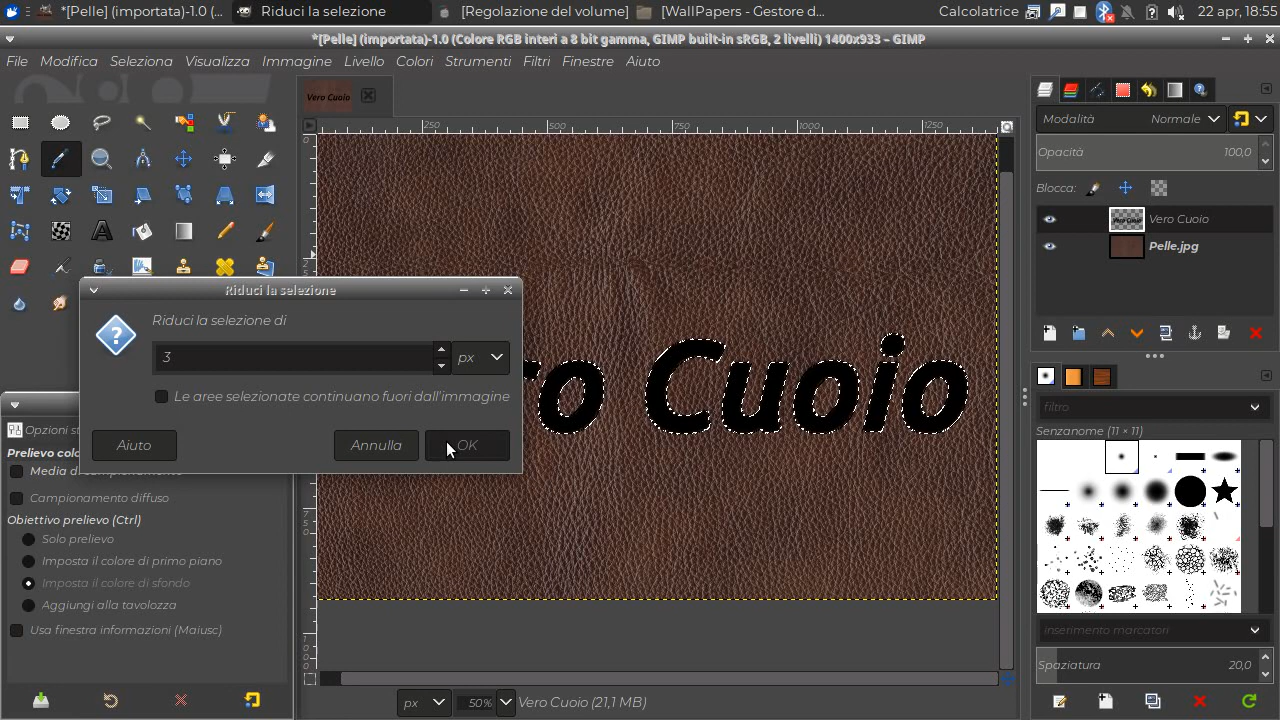 *[Pelle] (importata)-1.0 (... Riduci la selezione [Regolazione del volume] [WallPapers - Gestore d... Calcolatrice 22 apr, 18:55
*[Pelle] (importata)-1.0 (Colore RGB interi a 8 bit gamma, GIMP built-in sRGB, 2 livelli) 1400x933 – GIMP
File Modifica Seleziona Visualizza Immagine Livello Colori Strumenti Filtri Finestre Aiuto
Vero Cuoio
250 500 750 1000 1250
Modalità Normale
Opacità 100,0
Blocca:
Vero Cuoio
Pelle.jpg
Riduci la selezione
Riduci la selezione di
3 px
Le aree selezionate continuano fuori dall'immagine
Aiuto Annulla OK
ro Cuoio
Opzioni st
Prelievo colo
Media di c
Campionamento diffuso
Obiettivo prelievo (Ctrl)
Solo prelievo
Imposta il colore di primo piano
Imposta il colore di sfondo
Aggiungi alla tavolozza
Usa finestra informazioni (Maiusc)
filtro
Senzanome (11 × 11)
inserimento marcatori
Spaziatura 20,0
px 50% Vero Cuoio (21,1 MB)